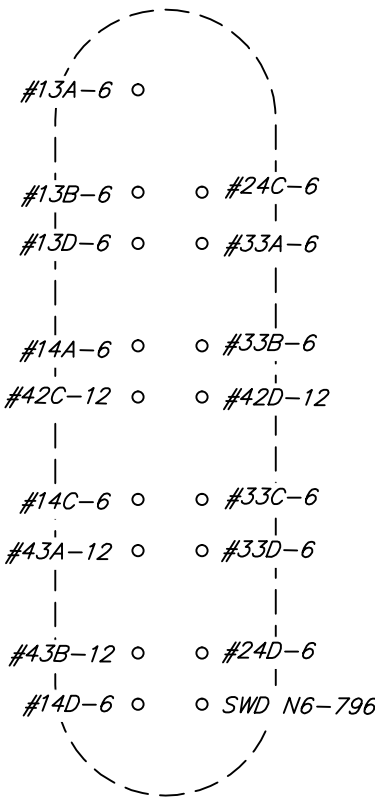 #13A-6
#13B-6 #24C-6
#13D-6 #33A-6
#14A-6 #33B-6
#42C-12 #42D-12
#14C-6 #33C-6
#43A-12 #33D-6
#43B-12 #24D-6
#14D-6 SWD N6-796